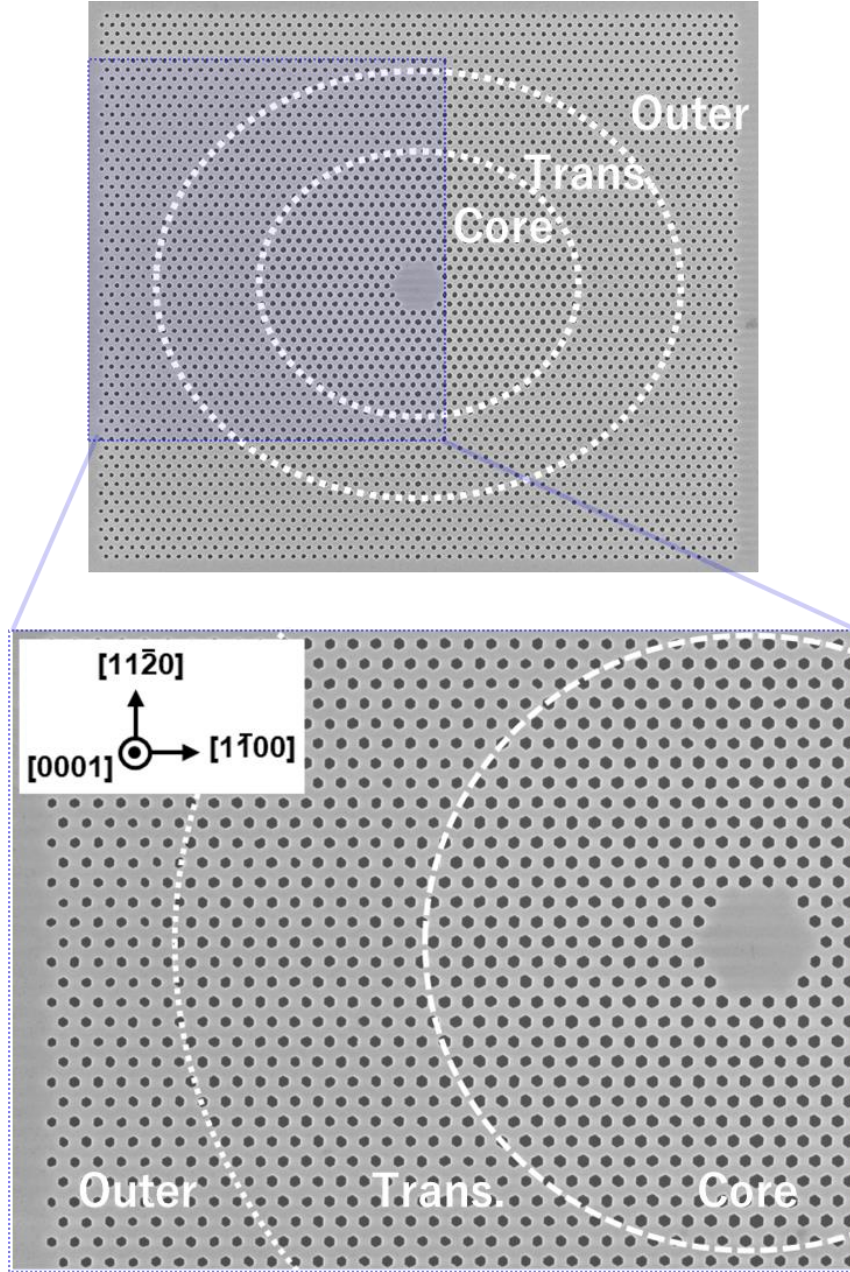 Outer
Trans.
Core
[112̅0]
[0001]
[11̅00]
Outer
Trans.
Core